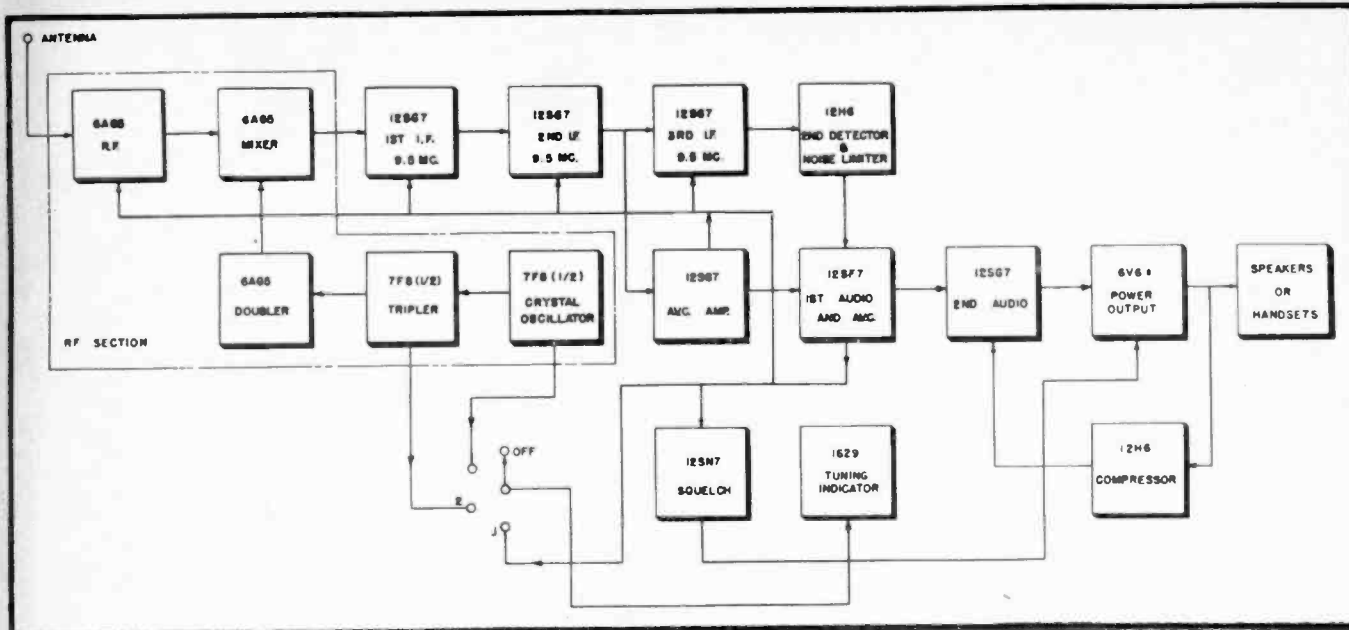 ANTENNA
6AG5
R.F.
6AG5
MIXER
12SG7
1ST I.F.
9.5 MC.
12SG7
2ND I.F.
9.5 MC.
12SG7
3RD I.F.
9.5 MC.
12H6
2ND DETECTOR
&
NOISE LIMITER
6AG5
DOUBLER
7F8 (1/2)
TRIPLER
7F8 (1/2)
CRYSTAL
OSCILLATOR
12SG7
AVC. AMP.
12SF7
1ST AUDIO
AND AVC.
12SG7
2ND AUDIO
6V6
POWER
OUTPUT
SPEAKERS
OR
HANDSETS
RF SECTION
OFF
2
12SN7
SQUELCH
1629
TUNING
INDICATOR
12H6
COMPRESSOR